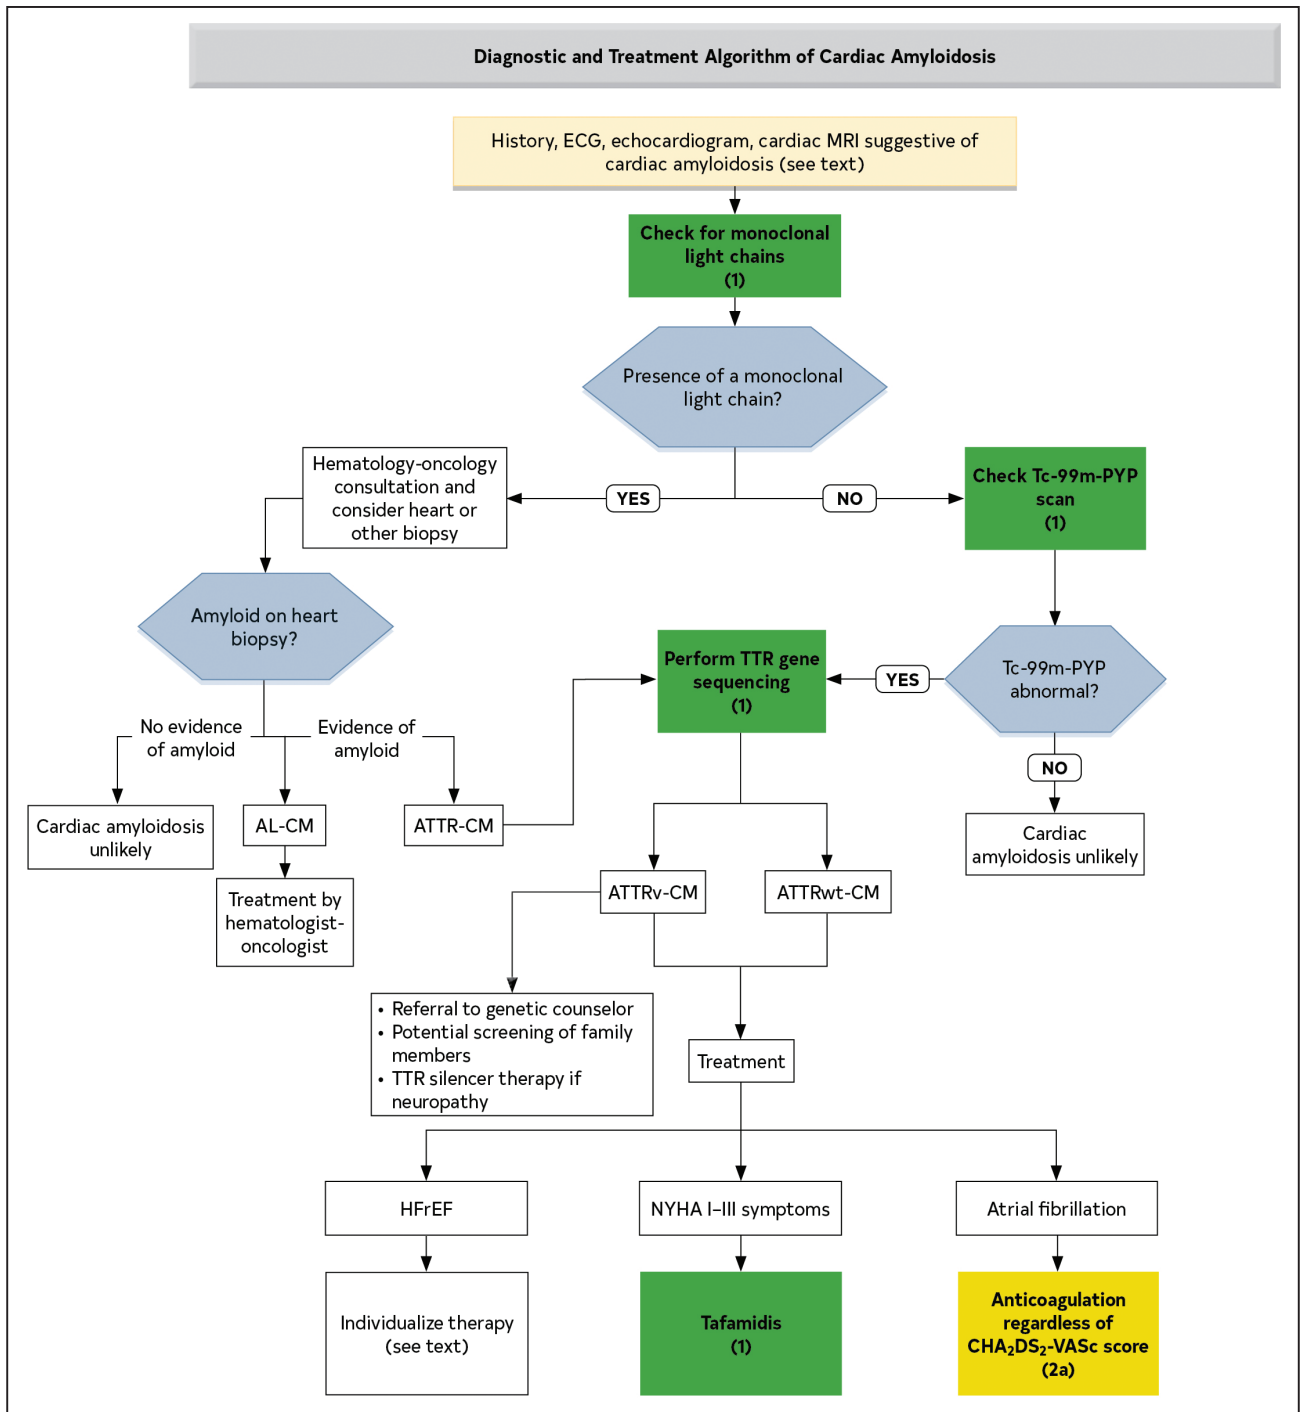 Diagnostic and Treatment Algorithm of Cardiac Amyloidosis
History, ECG, echocardiogram, cardiac MRI suggestive of
cardiac amyloidosis (see text)
Check for monoclonal
light chains
(1)
Presence of a monoclonal
light chain?
Hematology-oncology
consultation and
consider heart or
other biopsy
YES
NO
Check Tc-99m-PYP
scan
(1)
Amyloid on heart
biopsy?
Perform TTR gene
sequencing
(1)
YES
Tc-99m-PYP
abnormal?
No evidence
of amyloid
Evidence of
amyloid
NO
Cardiac amyloidosis
unlikely
AL-CM
ATTR-CM
Cardiac
amyloidosis unlikely
Treatment by
hematologist-
oncologist
ATTRv-CM
ATTRwt-CM
• Referral to genetic counselor
• Potential screening of family
members
• TTR silencer therapy if
neuropathy
Treatment
HFrEF
NYHA I–III symptoms
Atrial fibrillation
Individualize therapy
(see text)
Tafamidis
(1)
Anticoagulation
regardless of
CHA₂DS₂-VASc score
(2a)